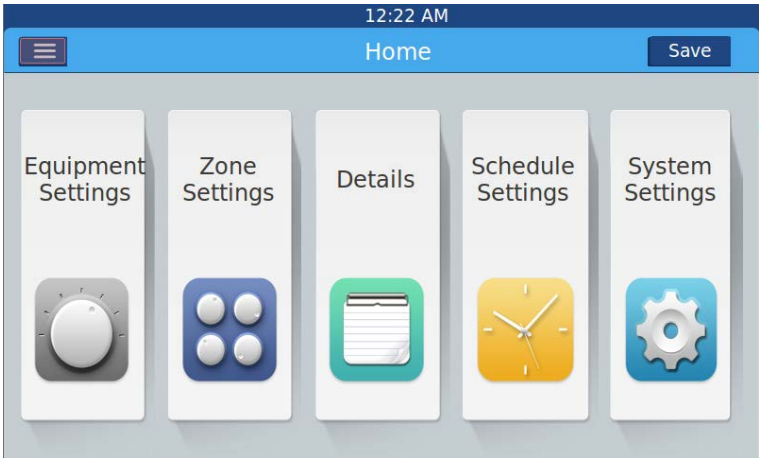 12:22 AM
Home
Save
Equipment
Settings
Zone
Settings
Details
Schedule
Settings
System
Settings